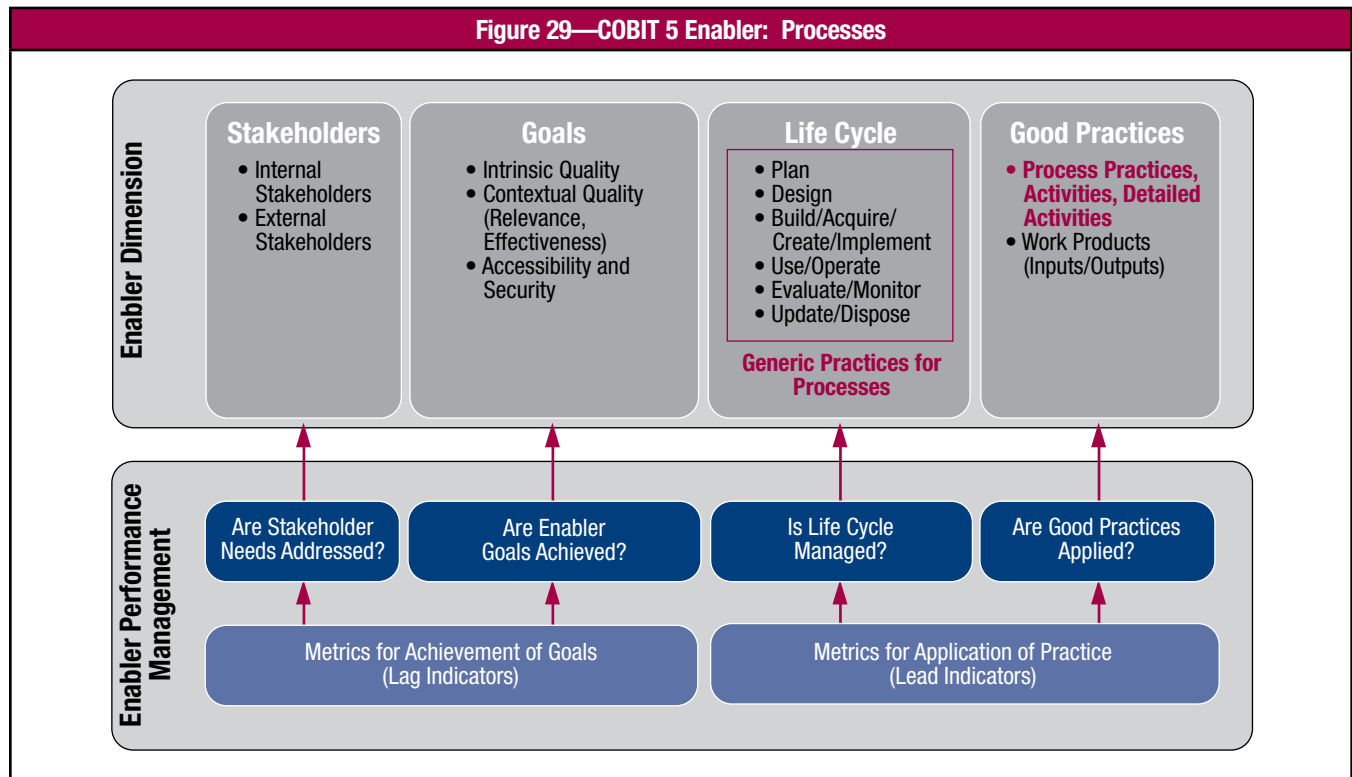 Figure 29—COBIT 5 Enabler: Processes
Enabler Dimension
Stakeholders
• Internal
Stakeholders
• External
Stakeholders
Goals
• Intrinsic Quality
• Contextual Quality
(Relevance,
Effectiveness)
• Accessibility and
Security
Life Cycle
• Plan
• Design
• Build/Acquire/
Create/Implement
• Use/Operate
• Evaluate/Monitor
• Update/Dispose
Generic Practices for
Processes
Good Practices
• Process Practices,
Activities, Detailed
Activities
• Work Products
(Inputs/Outputs)
Enabler Performance
Management
Are Stakeholder
Needs Addressed?
Are Enabler
Goals Achieved?
Is Life Cycle
Managed?
Are Good Practices
Applied?
Metrics for Achievement of Goals
(Lag Indicators)
Metrics for Application of Practice
(Lead Indicators)